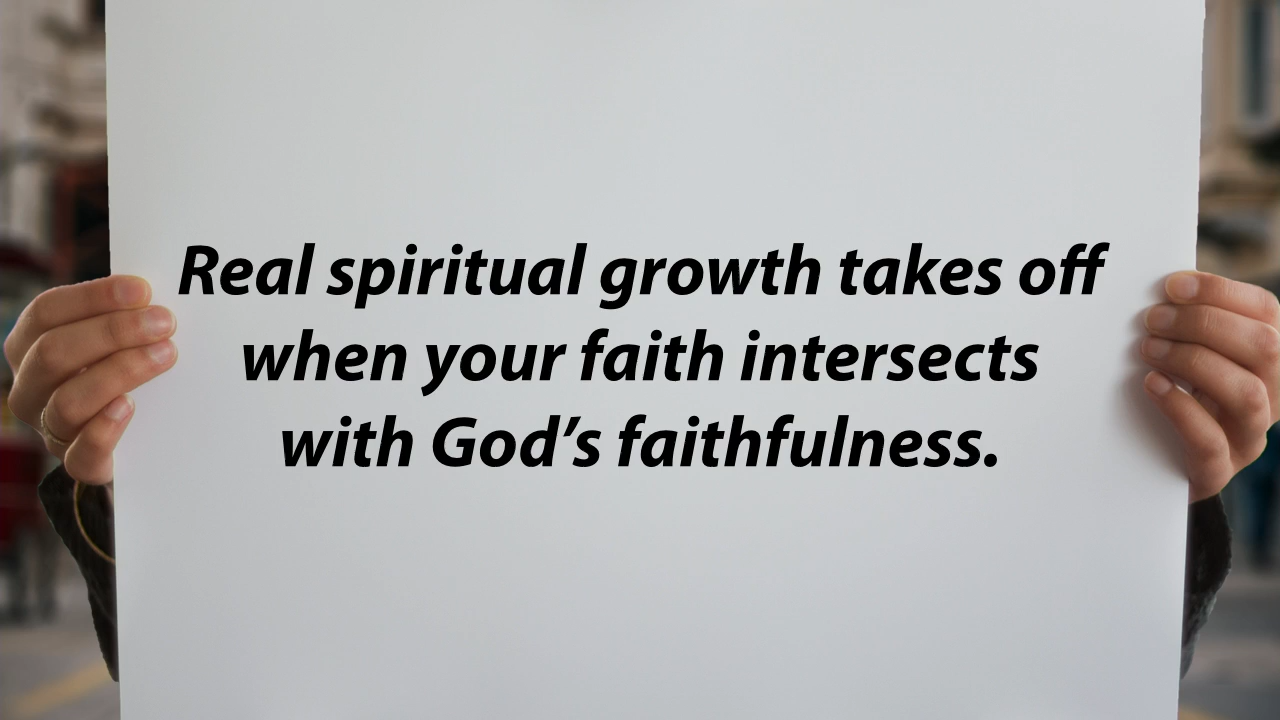 Real spiritual growth takes off
when your faith intersects
with God’s faithfulness.